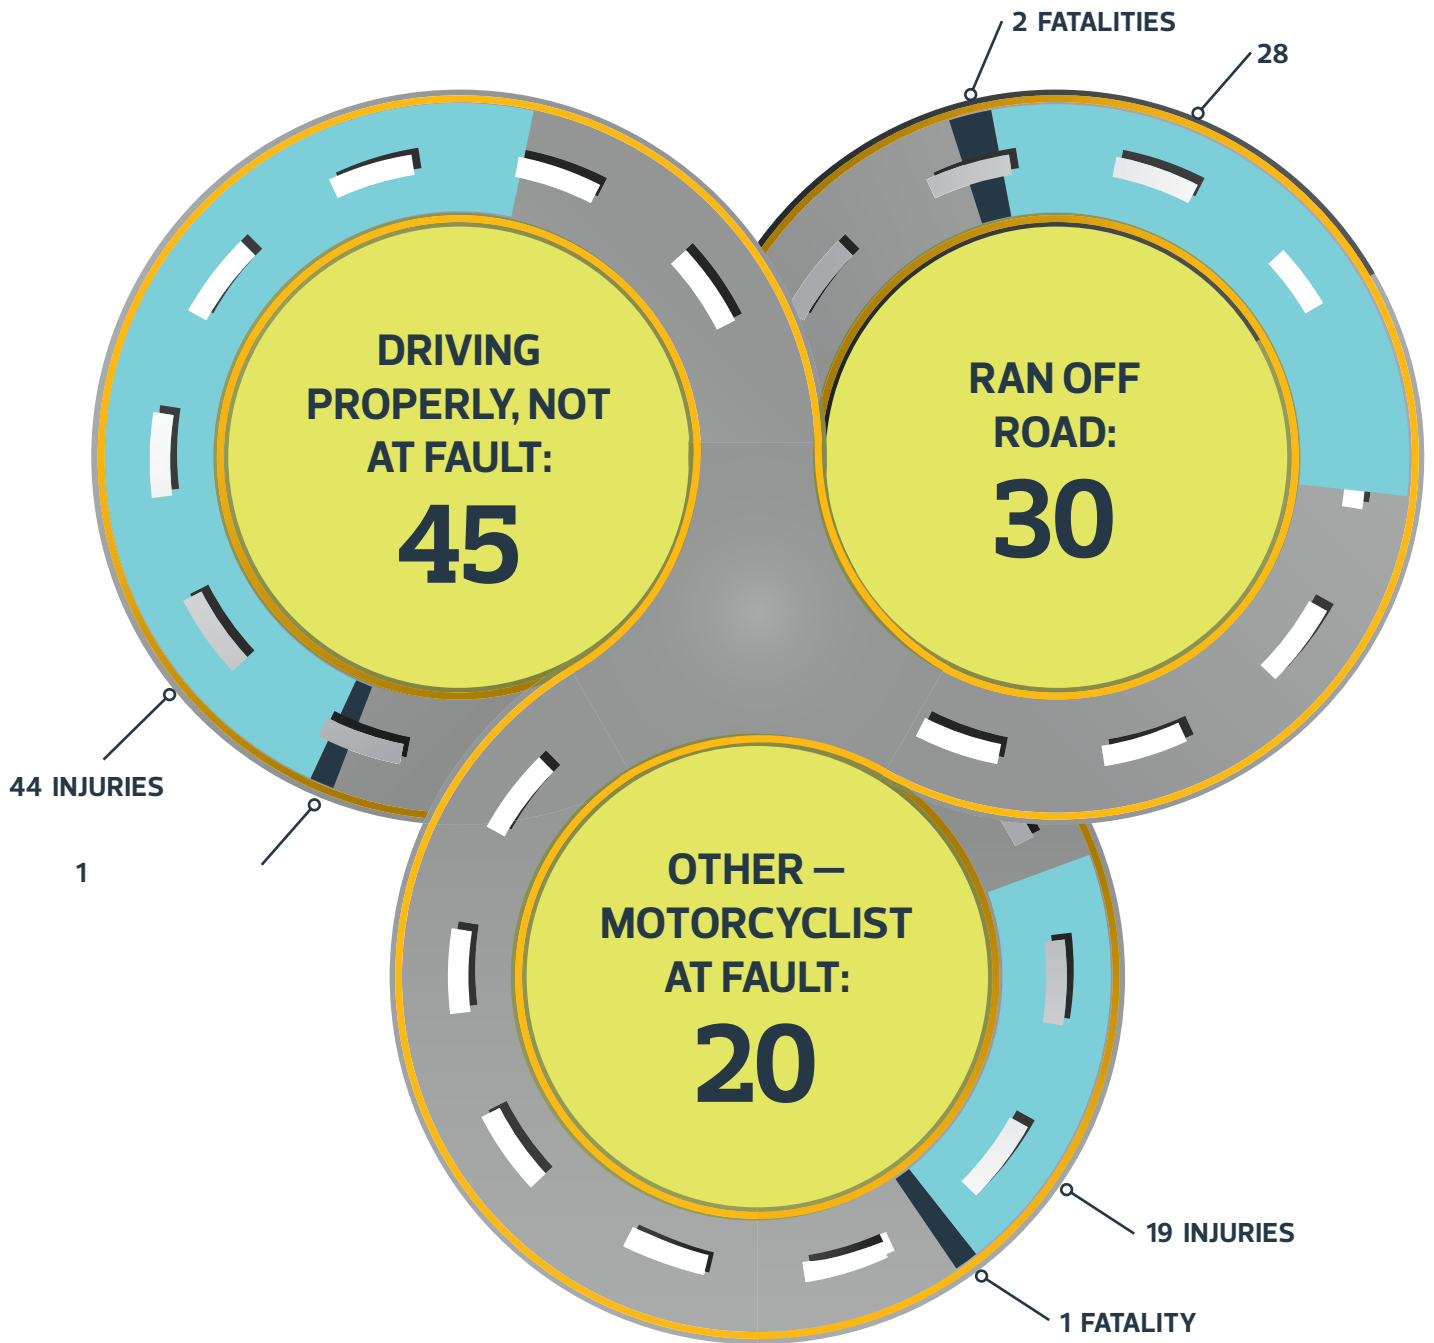 2 FATALITIES
28
DRIVING
PROPERLY, NOT
AT FAULT:
45
RAN OFF
ROAD:
30
44 INJURIES
1
OTHER —
MOTORCYCLIST
AT FAULT:
20
19 INJURIES
1 FATALITY